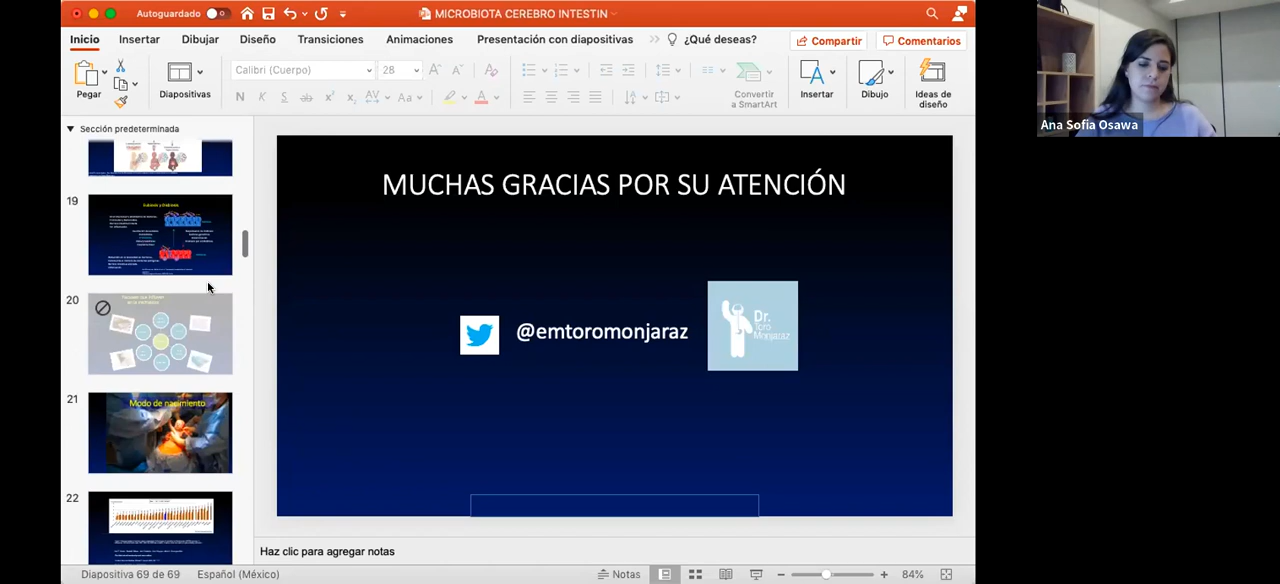 Autoguardado
MICROBIOTA CEREBRO INTESTIN
Inicio
Insertar
Dibujar
Diseño
Transiciones
Animaciones
Presentación con diapositivas
¿Qué deseas?
Compartir
Comentarios
Pegar
Diapositivas
Calibri (Cuerpo)
28
N K S ab
Aa
Convertir
a SmartArt
Insertar
Dibujo
Ideas de
diseño
Sección predeterminada
19
20
21
Modo de nacimiento
22
MUCHAS GRACIAS POR SU ATENCIÓN
@emtoromonjaraz
Dr.
Toro
Monjaraz
Haz clic para agregar notas
Diapositiva 69 de 69
Español (México)
Notas
84%
Ana Sofía Osawa